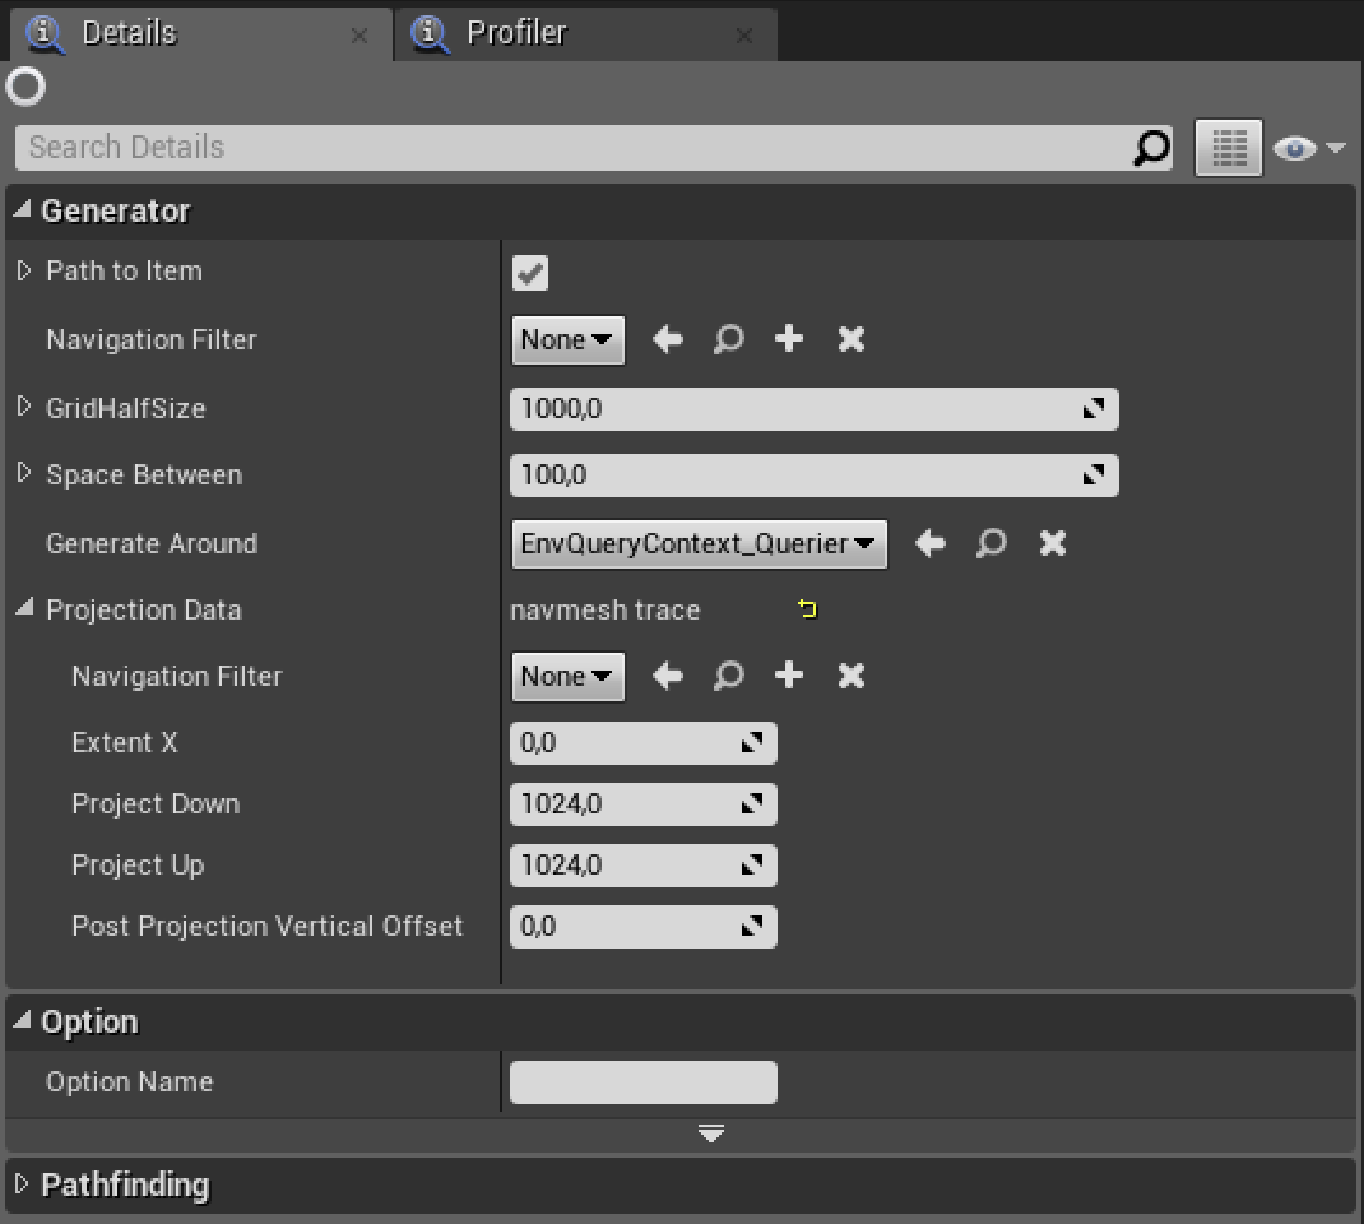 Details
Profiler
Search Details
Generator
Path to Item
Navigation Filter None
GridHalfSize 1000,0
Space Between 100,0
Generate Around EnvQueryContext_Querier
Projection Data navmesh trace
Navigation Filter None
Extent X 0,0
Project Down 1024,0
Project Up 1024,0
Post Projection Vertical Offset 0,0
Option
Option Name
Pathfinding